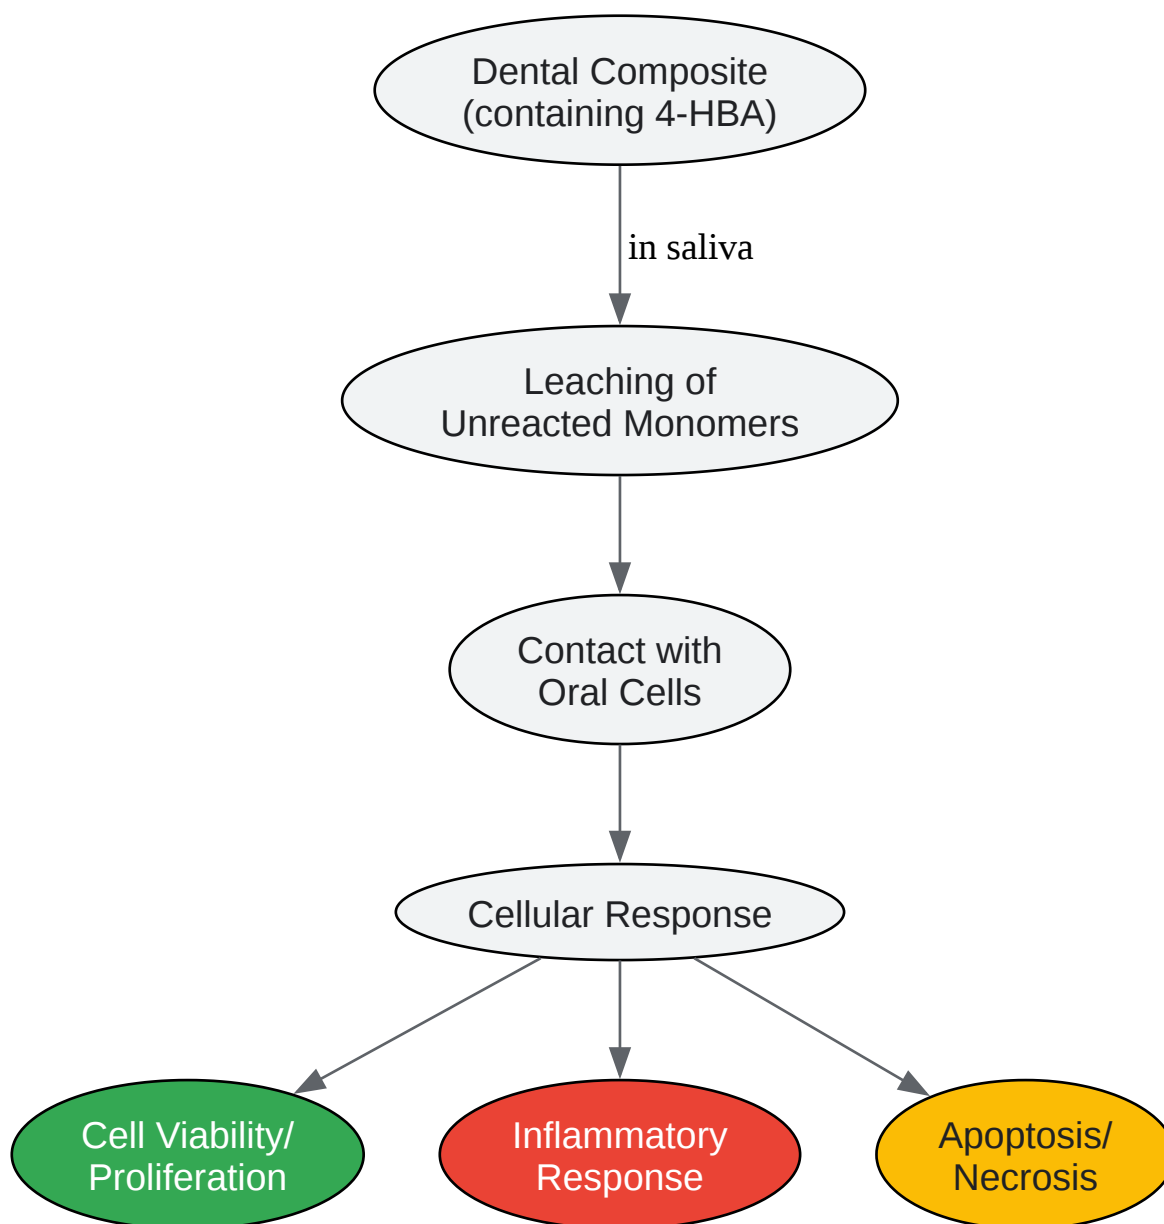 Dental Composite
(containing 4-HBA)
in saliva
Leaching of
Unreacted Monomers
Contact with
Oral Cells
Cellular Response
Cell Viability/
Proliferation
Inflammatory
Response
Apoptosis/
Necrosis